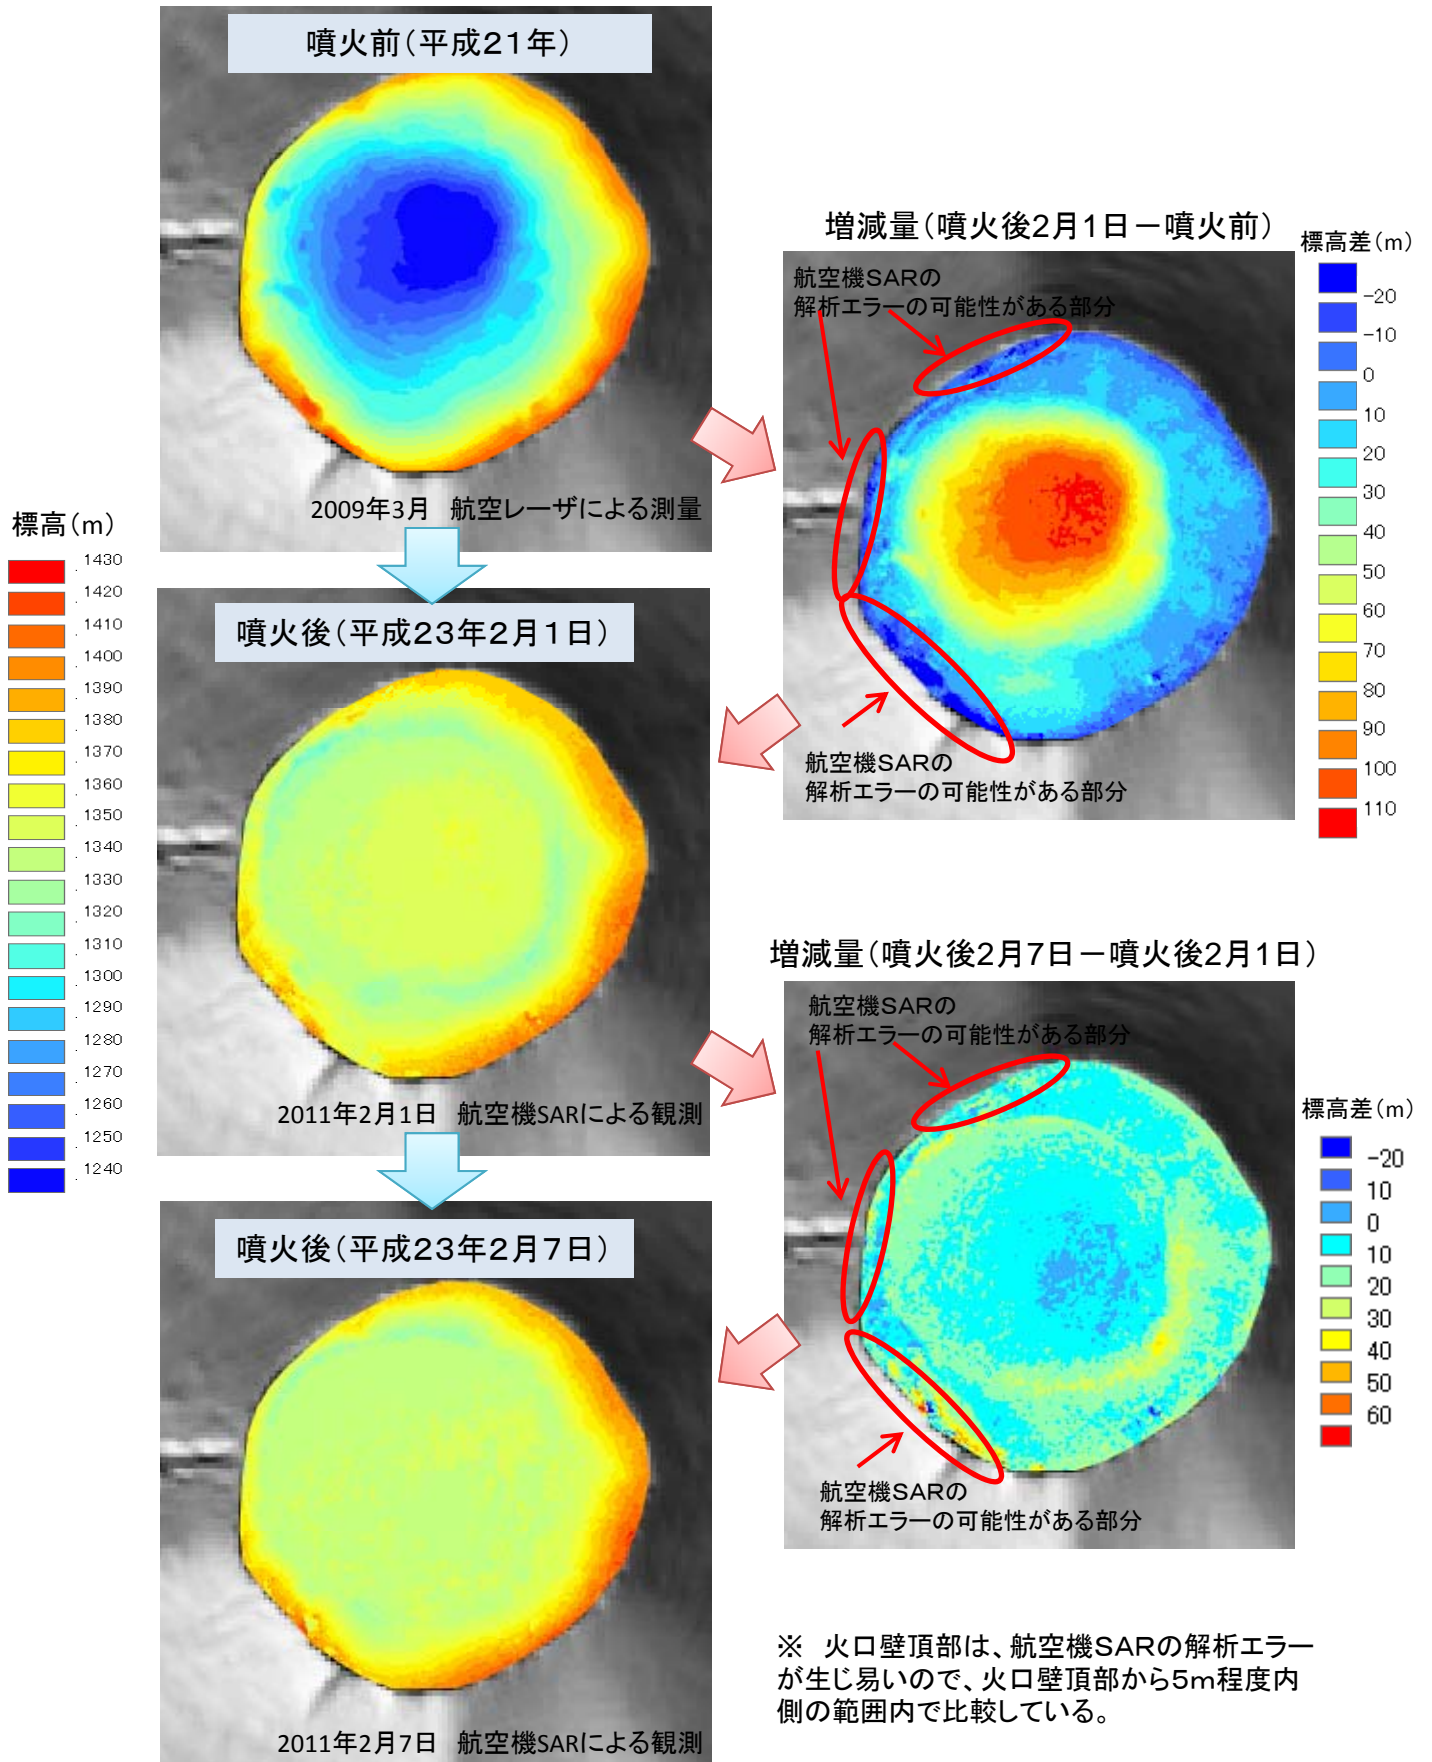 噴火前(平成21年)
2009年3月　航空レーザによる測量
標高(m)
1430
1420
1410
1400
1390
1380
1370
1360
1350
1340
1330
1320
1310
1300
1290
1280
1270
1260
1250
1240
噴火後(平成23年2月1日)
2011年2月1日　航空機SARによる観測
噴火後(平成23年2月7日)
2011年2月7日　航空機SARによる観測
増減量(噴火後2月1日－噴火前)
標高差(m)
航空機SARの
解析エラーの可能性がある部分
航空機SARの
解析エラーの可能性がある部分
-20
-10
0
10
20
30
40
50
60
70
80
90
100
110
増減量(噴火後2月7日－噴火後2月1日)
航空機SARの
解析エラーの可能性がある部分
航空機SARの
解析エラーの可能性がある部分
標高差(m)
-20
10
0
10
20
30
40
50
60
※　火口壁頂部は、航空機SARの解析エラー
が生じ易いので、火口壁頂部から5m程度内
側の範囲内で比較している。